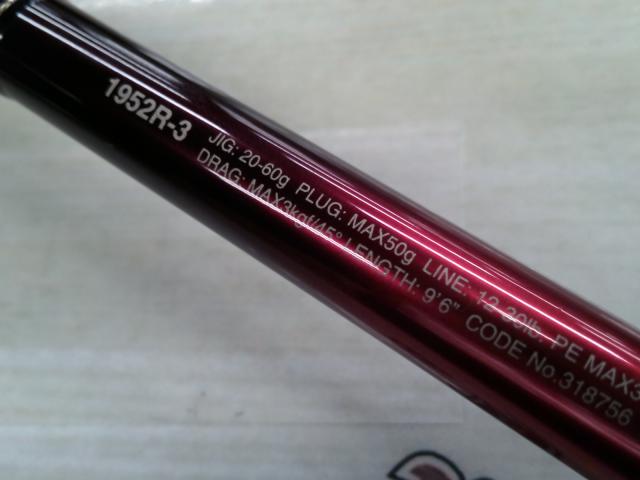 1952R-3
JIG: 20-60g PLUG: MAX50g LINE: 12-30lb. PE MAX3
DRAG: MAX3kgf/45° LENGTH: 9'6" CODE No.318756